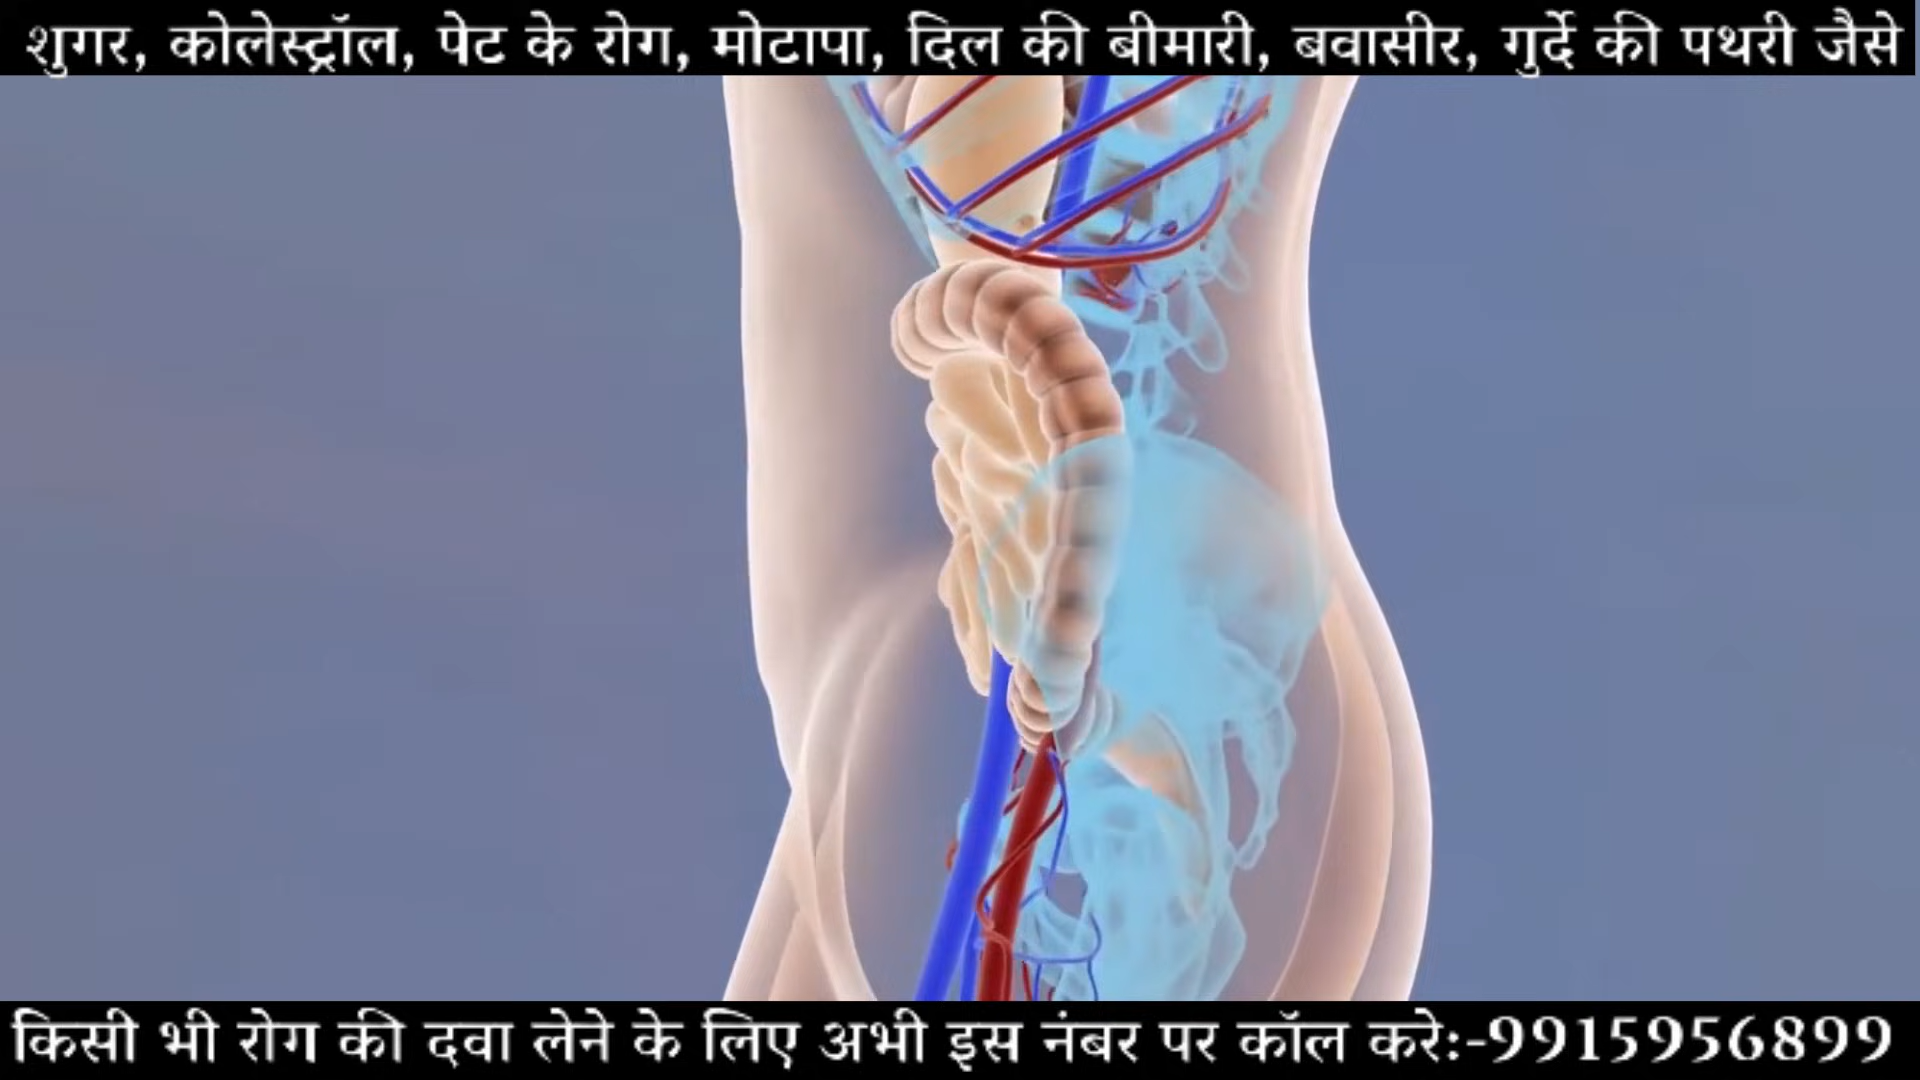 शुगर, कोलेस्ट्रॉल, पेट के रोग, मोटापा, दिल की बीमारी, बवासीर, गुर्दे की पथरी जैसे
किसी भी रोग की दवा लेने के लिए अभी इस नंबर पर कॉल करे:-9915956899